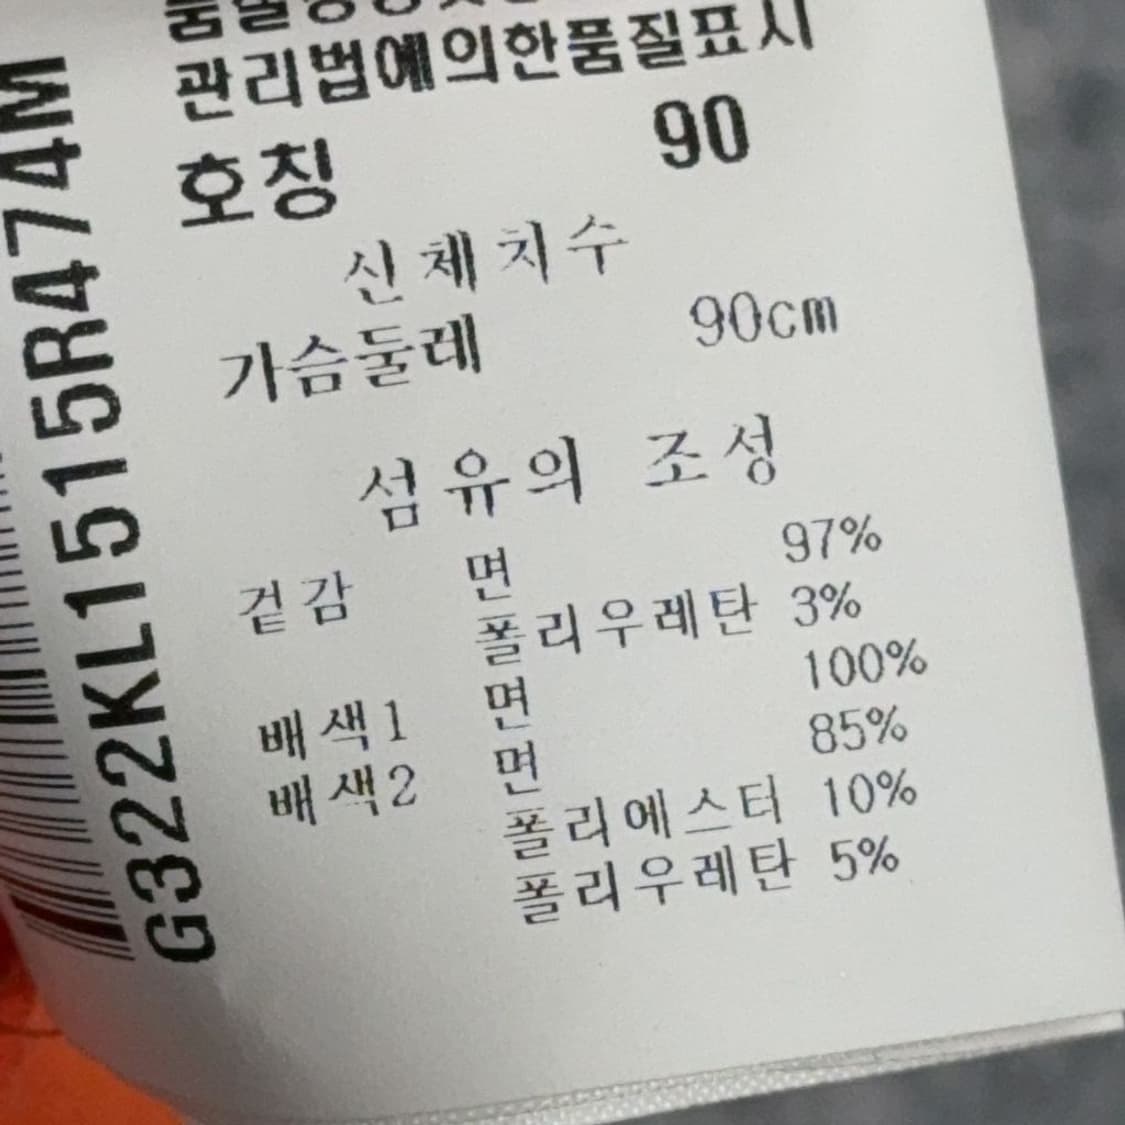 관리법에의한품질표시
호칭 90
신체치수
가슴둘레 90cm
섬유의 조성
겉감 면 97%
폴리우레탄 3%
배색1 면 100%
배색2 면 85%
폴리에스터 10%
폴리우레탄 5%
G322KL1515R474M